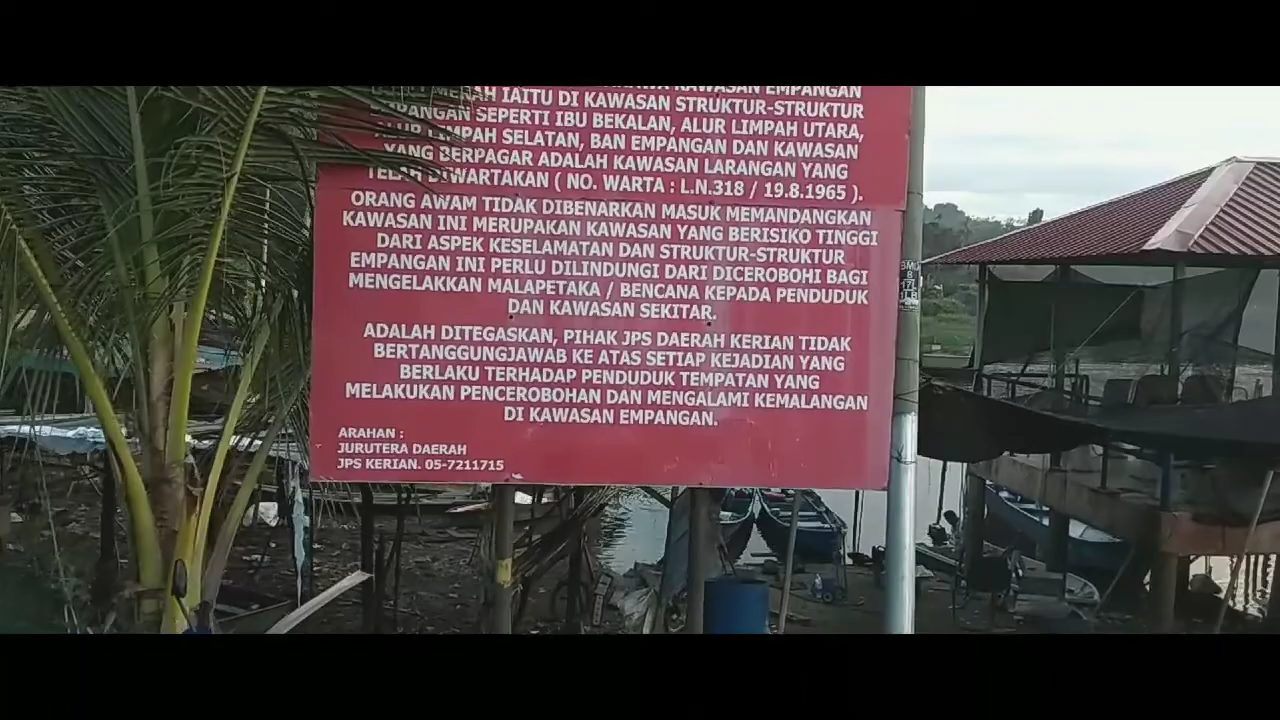 KAWASAN EMPANGAN
MERAH IAITU DI KAWASAN STRUKTUR-STRUKTUR
EMPANGAN SEPERTI IBU BEKALAN, ALUR LIMPAH UTARA,
ALUR LIMPAH SELATAN, BAN EMPANGAN DAN KAWASAN
YANG BERPAGAR ADALAH KAWASAN LARANGAN YANG
TELAH DIWARTAKAN ( NO. WARTA : L.N.318 / 19.8.1965 ).
ORANG AWAM TIDAK DIBENARKAN MASUK MEMANDANGKAN
KAWASAN INI MERUPAKAN KAWASAN YANG BERISIKO TINGGI
DARI ASPEK KESELAMATAN DAN STRUKTUR-STRUKTUR
EMPANGAN INI PERLU DILINDUNGI DARI DICEROBOHI BAGI
MENGELAKKAN MALAPETAKA / BENCANA KEPADA PENDUDUK
DAN KAWASAN SEKITAR.
ADALAH DITEGASKAN, PIHAK JPS DAERAH KERIAN TIDAK
BERTANGGUNGJAWAB KE ATAS SETIAP KEJADIAN YANG
BERLAKU TERHADAP PENDUDUK TEMPATAN YANG
MELAKUKAN PENCEROBOHAN DAN MENGALAMI KEMALANGAN
DI KAWASAN EMPANGAN.
ARAHAN :
JURUTERA DAERAH
JPS KERIAN. 05-7211715